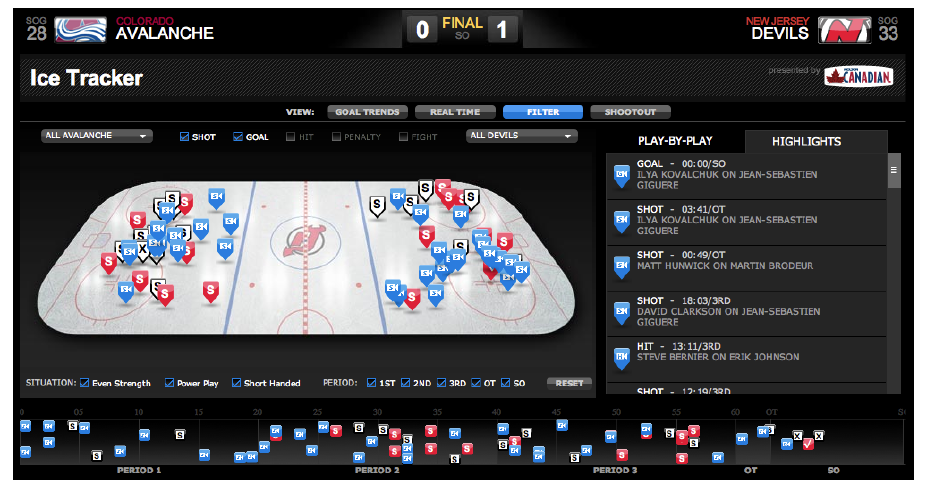 SOG
28
COLORADO
AVALANCHE
0
FINAL
SO
1
NEW JERSEY
DEVILS
SOG
33
Ice Tracker
presented by
CANADIAN
VIEW:
GOAL TRENDS
REAL TIME
FILTER
SHOOTOUT
ALL AVALANCHE
SHOT
GOAL
HIT
PENALTY
FIGHT
ALL DEVILS
PLAY-BY-PLAY
HIGHLIGHTS
GOAL - 00:00/SO
ILYA KOVALCHUK ON JEAN-SEBASTIEN
GIGUERE
SHOT - 03:41/OT
ILYA KOVALCHUK ON JEAN-SEBASTIEN
GIGUERE
SHOT - 00:49/OT
MATT HUNWICK ON MARTIN BRODEUR
SHOT - 18:03/3RD
DAVID CLARKSON ON JEAN-SEBASTIEN
GIGUERE
HIT - 13:11/3RD
STEVE BERNIER ON ERIK JOHNSON
SHOT - 12:19/3RD
SITUATION:
Even Strength
Power Play
Short Handed
PERIOD:
1ST
2ND
3RD
OT
SO
RESET
0 05 10 15 20 25 30 35 40 45 50 55 60 OT
PERIOD 1
PERIOD 2
PERIOD 3
OT
SO